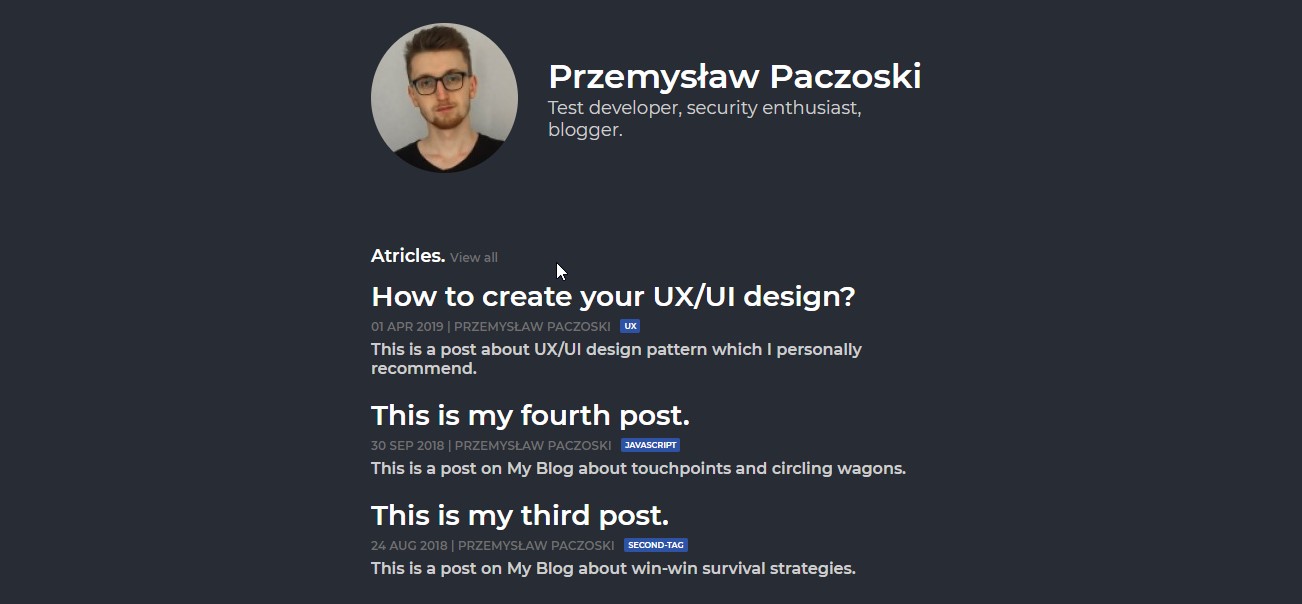 Przemysław Paczoski
Test developer, security enthusiast,
blogger.
Atricles. View all
How to create your UX/UI design?
01 APR 2019 | PRZEMYSŁAW PACZOSKI UX
This is a post about UX/UI design pattern which I personally
recommend.
This is my fourth post.
30 SEP 2018 | PRZEMYSŁAW PACZOSKI JAVASCRIPT
This is a post on My Blog about touchpoints and circling wagons.
This is my third post.
24 AUG 2018 | PRZEMYSŁAW PACZOSKI SECOND-TAG
This is a post on My Blog about win-win survival strategies.